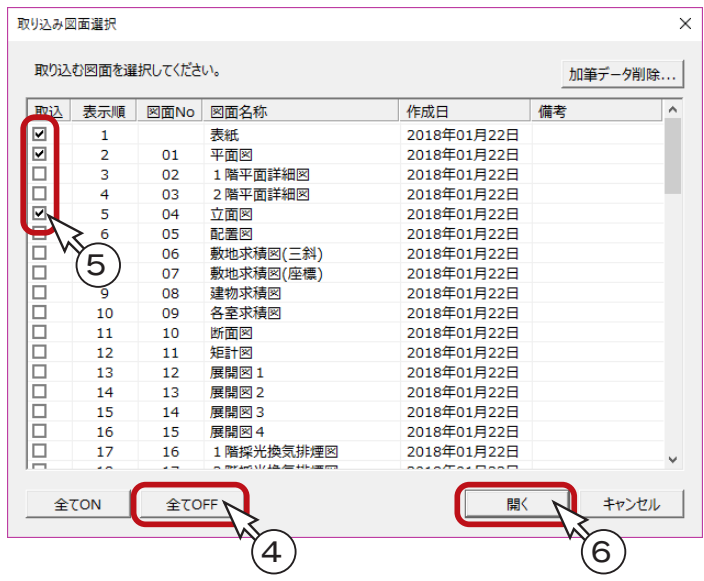 取り込み図面選択
取り込む図面を選択してください。
加筆データ削除...
取込 表示順 図面No 図面名称 作成日 備考
1 表紙 2018年01月22日
2 01 平面図 2018年01月22日
3 02 1階平面詳細図 2018年01月22日
4 03 2階平面詳細図 2018年01月22日
5 04 立面図 2018年01月22日
6 05 配置図 2018年01月22日
06 敷地求積図(三斜) 2018年01月22日
07 敷地求積図(座標) 2018年01月22日
9 08 建物求積図 2018年01月22日
10 09 各室求積図 2018年01月22日
11 10 断面図 2018年01月22日
12 11 矩計図 2018年01月22日
13 12 展開図1 2018年01月22日
14 13 展開図2 2018年01月22日
15 14 展開図3 2018年01月22日
16 15 展開図4 2018年01月22日
17 16 1階採光換気排煙図 2018年01月22日
⑤
全てON 全てOFF 開く キャンセル
④ ⑥